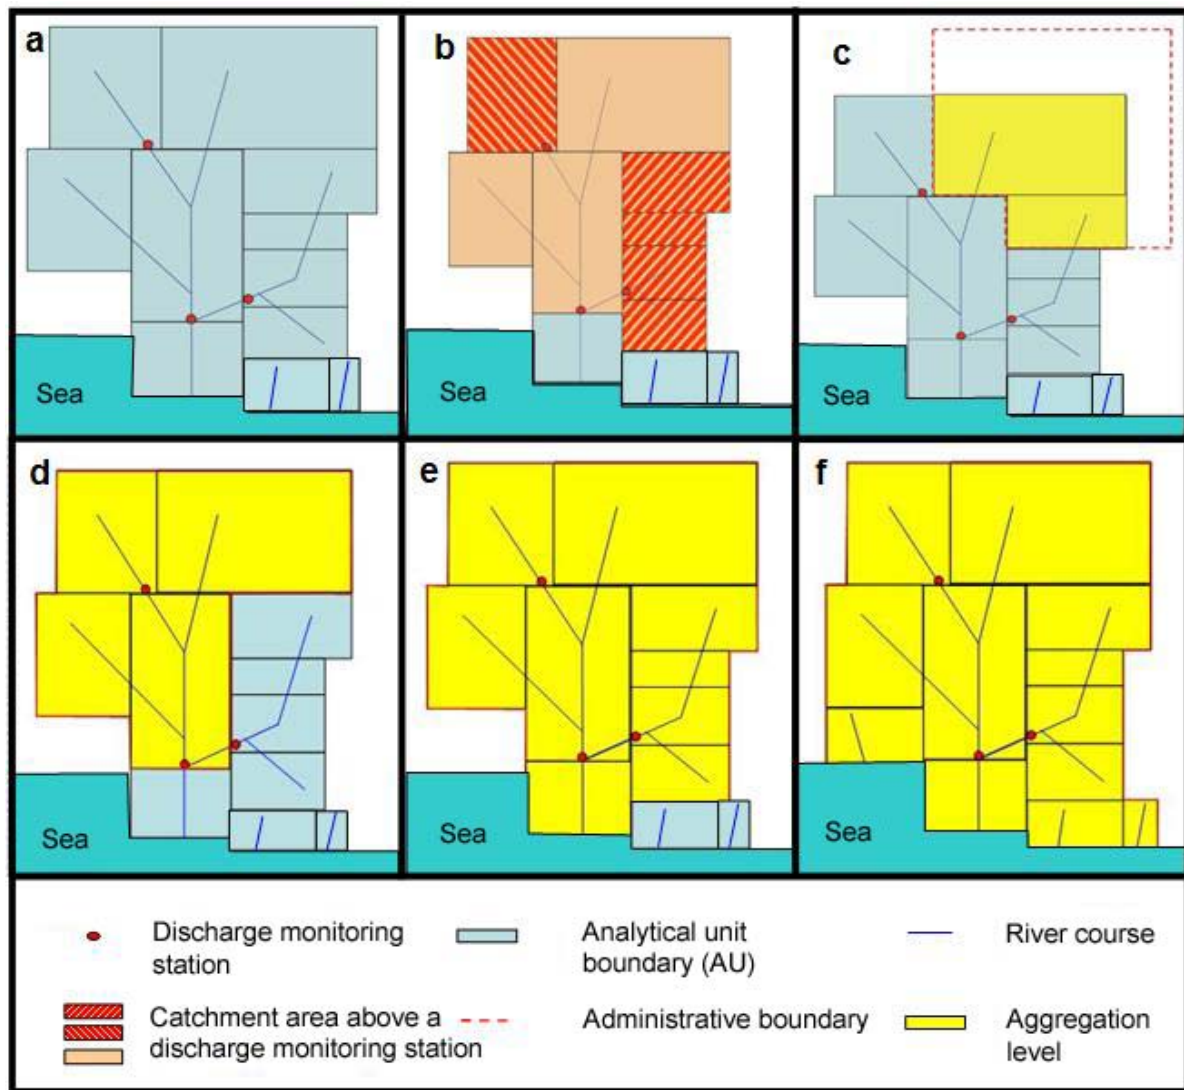 a
b
c
Sea
Sea
Sea
d
e
f
Sea
Sea
Sea
Discharge monitoring
station
Analytical unit
boundary (AU)
River course
Catchment area above a
discharge monitoring station
Administrative boundary
Aggregation
level